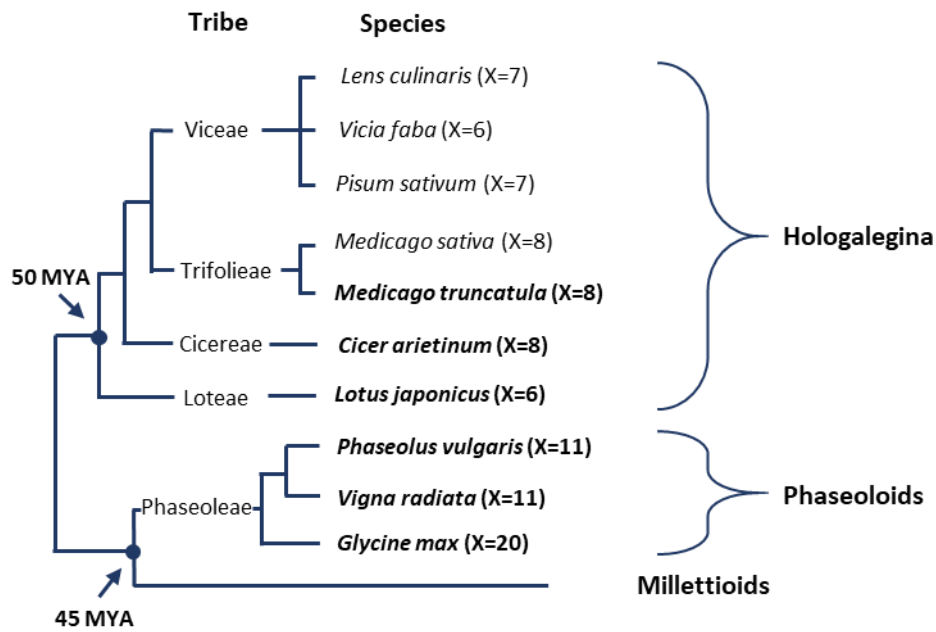 Tribe
Species
Lens culinaris (X=7)
Viceae
Vicia faba (X=6)
Pisum sativum (X=7)
Hologalegina
Medicago sativa (X=8)
50 MYA
Trifolieae
Medicago truncatula (X=8)
Cicereae
Cicer arietinum (X=8)
Loteae
Lotus japonicus (X=6)
Phaseolus vulgaris (X=11)
Phaseoleae
Vigna radiata (X=11)
Phaseoloids
Glycine max (X=20)
Millettioids
45 MYA